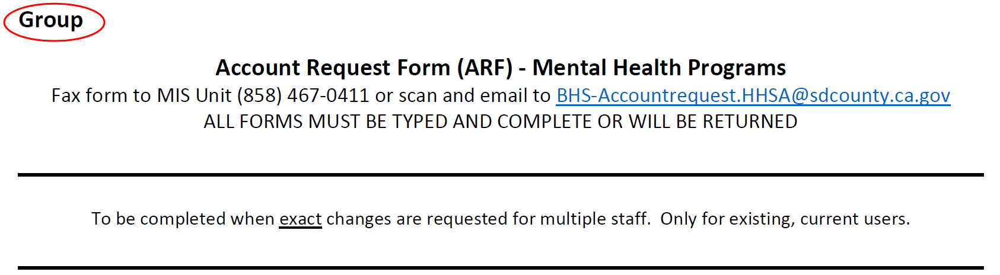 Group
Account Request Form (ARF) - Mental Health Programs
Fax form to MIS Unit (858) 467-0411 or scan and email to BHS-Accountrequest.HHSA@sdcounty.ca.gov
ALL FORMS MUST BE TYPED AND COMPLETE OR WILL BE RETURNED
To be completed when exact changes are requested for multiple staff.  Only for existing, current users.